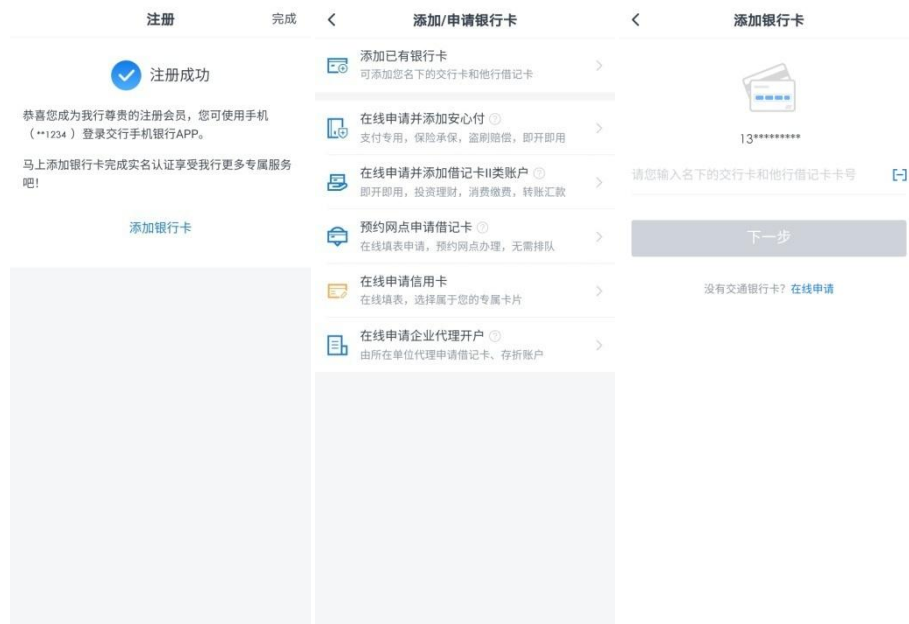 注册
完成
注册成功
恭喜您成为我行尊贵的注册会员，您可使用手机
（**1234 ）登录交行手机银行APP。
马上添加银行卡完成实名认证享受我行更多专属服务
吧！
添加银行卡
添加/申请银行卡
添加已有银行卡
可添加您名下的交行卡和他行借记卡
在线申请并添加安心付
支付专用，保险承保，盗刷赔偿，即开即用
在线申请并添加借记卡II类账户
即开即用，投资理财，消费缴费，转账汇款
预约网点申请借记卡
在线填表申请，预约网点办理，无需排队
在线申请信用卡
在线填表，选择属于您的专属卡片
在线申请企业代理开户
由所在单位代理申请借记卡、存折账户
添加银行卡
13*********
请您输入名下的交行卡和他行借记卡卡号
下一步
没有交通银行卡？在线申请